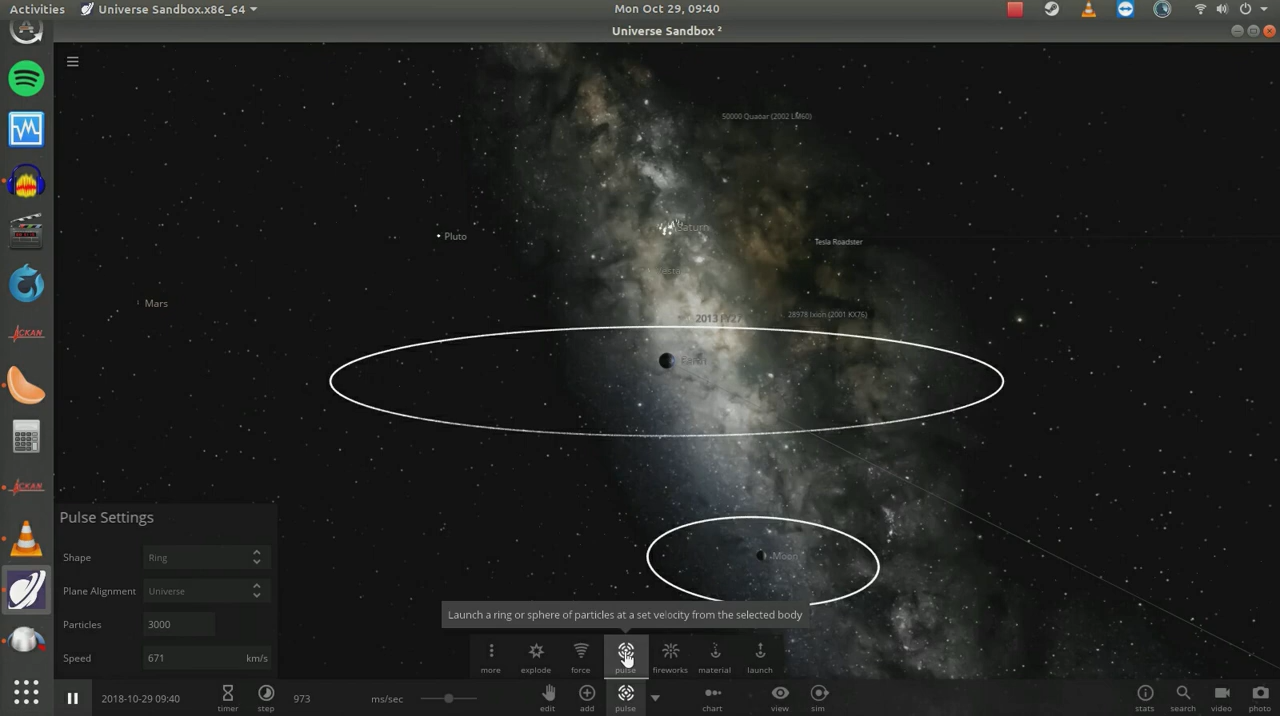 Activities
Universe Sandbox.x86_64
Mon Oct 29, 09:40
Universe Sandbox ²
50000 Quaoar (2002 LM60)
Saturn
Pluto
Tesla Roadster
Mars
28978 Ixion (2001 KX76)
Earth
Moon
CKAN
CKAN
Pulse Settings
Shape Ring
Plane Alignment Universe
Particles 3000
Speed 671 km/s
Launch a ring or sphere of particles at a set velocity from the selected body
more explode force pulse fireworks material launch
2018-10-29 09:40 timer step 973 ms/sec edit add pulse chart view sim stats search video photo